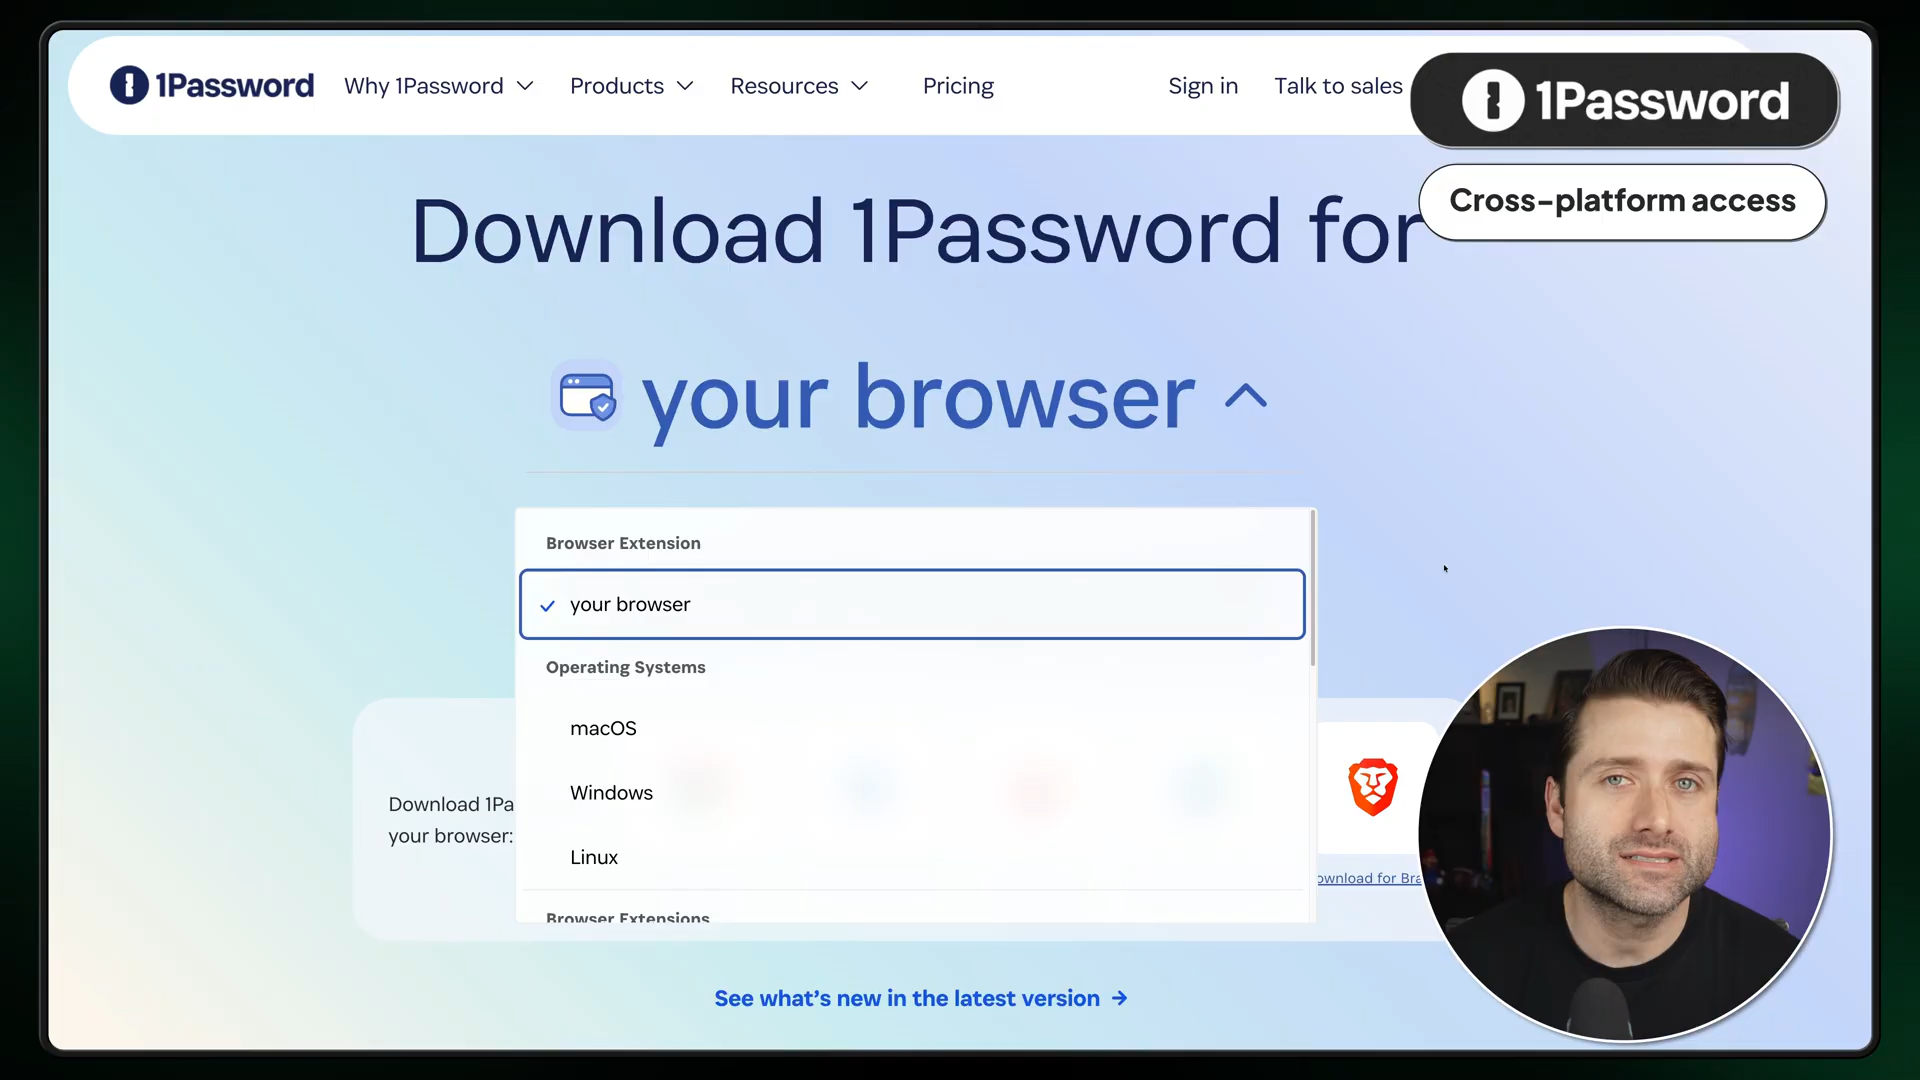 1Password Why 1Password Products Resources Pricing Sign in Talk to sales
1Password
Cross-platform access
Download 1Password for
your browser
Browser Extension
your browser
Operating Systems
macOS
Windows
Linux
Browser Extensions
Download 1Pa
your browser:
ownload for Bra
See what’s new in the latest version